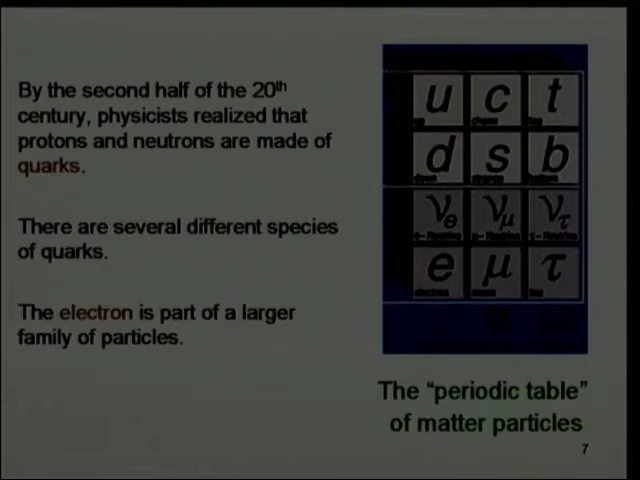 By the second half of the 20th
century, physicists realized that
protons and neutrons are made of
quarks.
There are several different species
of quarks.
The electron is part of a larger
family of particles.
u c t
d s b
νe νμ ντ
e μ τ
The "periodic table"
of matter particles
7